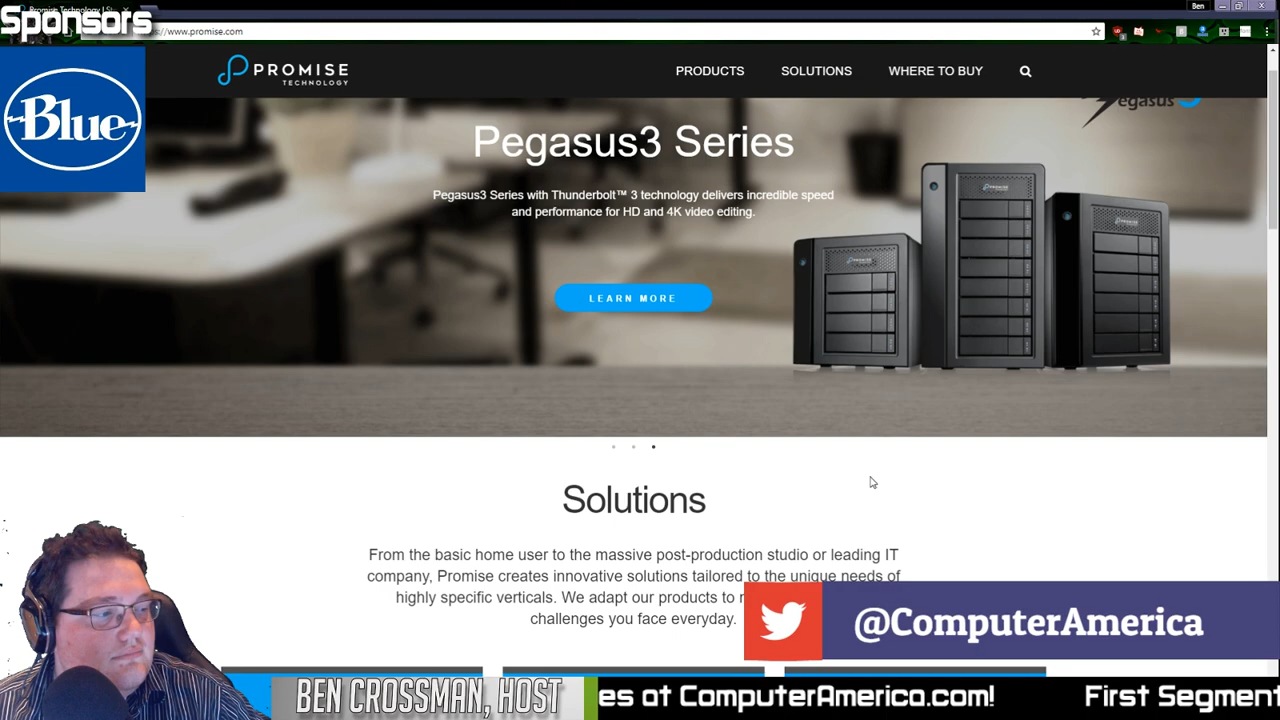 Promise Technology | St
Ben
Sponsors
www.promise.com
Blue
PROMISE
TECHNOLOGY
PRODUCTS
SOLUTIONS
WHERE TO BUY
egasus3
Pegasus3 Series
Pegasus3 Series with Thunderbolt™ 3 technology delivers incredible speed
and performance for HD and 4K video editing.
LEARN MORE
Solutions
From the basic home user to the massive post-production studio or leading IT
company, Promise creates innovative solutions tailored to the unique needs of
highly specific verticals. We adapt our products to
challenges you face everyday.
@ComputerAmerica
BEN CROSSMAN, HOST
es at ComputerAmerica.com!
First Segment